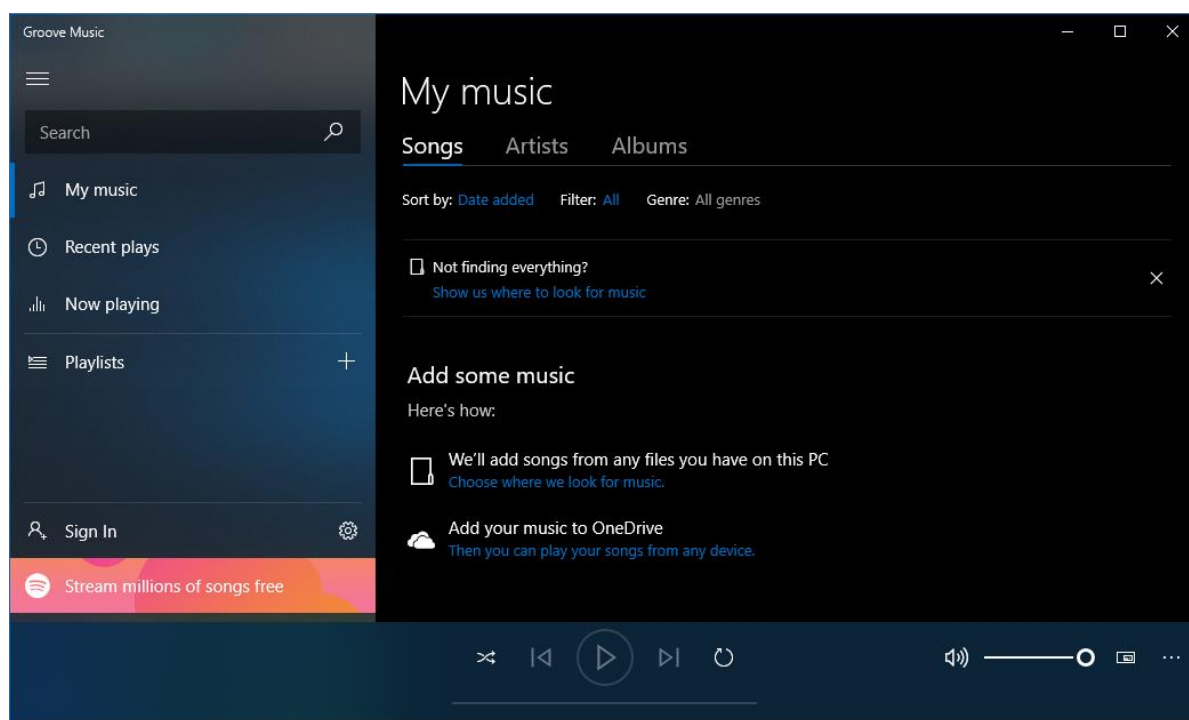 Groove Music
Search
My music
Recent plays
Now playing
Playlists
Sign In
Stream millions of songs free
My music
Songs Artists Albums
Sort by: Date added Filter: All Genre: All genres
Not finding everything?
Show us where to look for music
Add some music
Here's how:
We'll add songs from any files you have on this PC
Choose where we look for music.
Add your music to OneDrive
Then you can play your songs from any device.